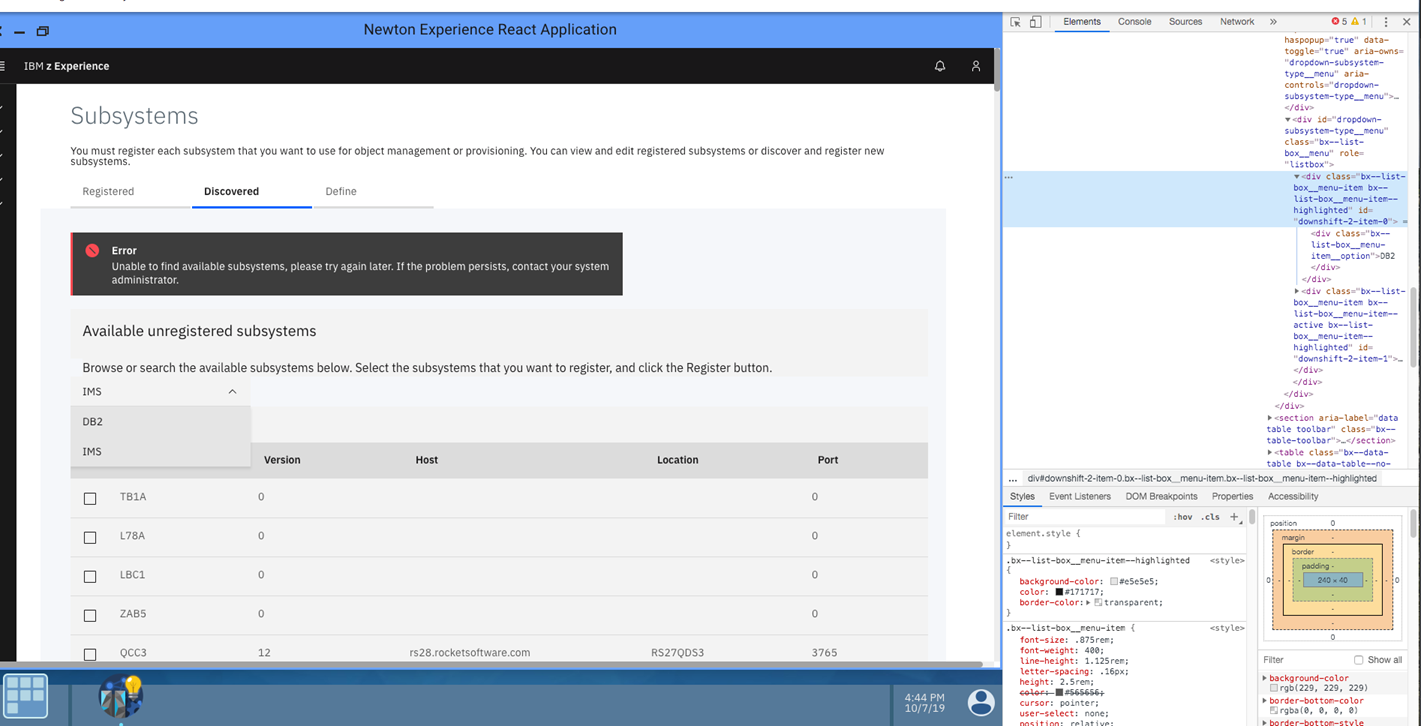 Newton Experience React Application
IBM z Experience
Subsystems
You must register each subsystem that you want to use for object management or provisioning. You can view and edit registered subsystems or discover and register new
subsystems.
Registered Discovered Define
Error
Unable to find available subsystems, please try again later. If the problem persists, contact your system
administrator.
Available unregistered subsystems
Browse or search the available subsystems below. Select the subsystems that you want to register, and click the Register button.
IMS
DB2
IMS
Version Host Location Port
TB1A 0 0
L78A 0 0
LBC1 0 0
ZAB5 0 0
QCC3 12 rs28.rocketsoftware.com RS27QDS3 3765
4:44 PM
10/7/19
Elements Console Sources Network » 5 1
haspopup="true" data-
toggle="true" aria-owns=
"dropdown-subsystem-
type__menu" aria-
controls="dropdown-
subsystem-type__menu">…
</div>
<div id="dropdown-
subsystem-type__menu"
class="bx--list-
box__menu" role=
"listbox">
… <div class="bx--list-
box__menu-item bx--
list-box__menu-item--
highlighted" id=
"downshift-2-item-0"> =
<div class="bx--
list-box__menu-
item__option">DB2
</div>
</div>
<div class="bx--list-
box__menu-item bx--
list-box__menu-item--
active bx--list-
box__menu-item--
highlighted" id=
"downshift-2-item-1">…
</div>
</div>
</div>
</div>
<section aria-label="data
table toolbar" class="bx--
table-toolbar">…</section>
<table class="bx--data-
table bx--data-table--no-
... div#downshift-2-item-0.bx--list-box__menu-item.bx--list-box__menu-item--highlighted
Styles Event Listeners DOM Breakpoints Properties Accessibility
Filter :hov .cls +
element.style {
}
.bx--list-box__menu-item--highlighted <style>
{
background-color: #e5e5e5;
color: #171717;
border-color: transparent;
}
.bx--list-box__menu-item { <style>
font-size: .875rem;
font-weight: 400;
line-height: 1.125rem;
letter-spacing: .16px;
height: 2.5rem;
color: #565656;
cursor: pointer;
user-select: none;
position: relative;
position 0
margin -
border -
padding -
0 - - - 240 × 40 - - - 0
-
-
-
0
Filter Show all
background-color
rgb(229, 229, 229)
border-bottom-color
rgba(0, 0, 0, 0)
border-bottom-style